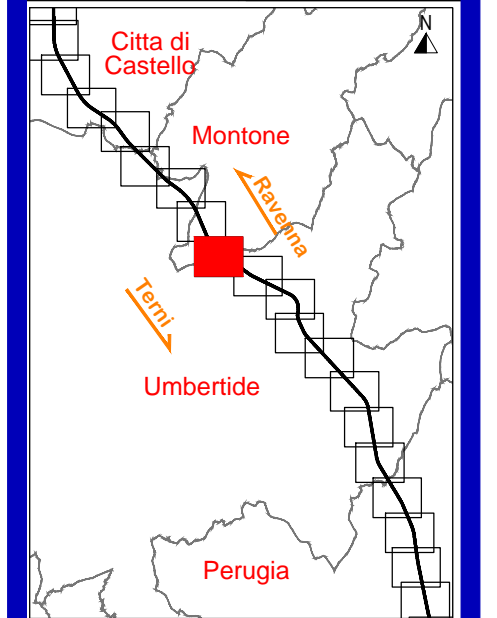 N
Citta di
Castello
Montone
Ravenna
Terni
Umbertide
Perugia